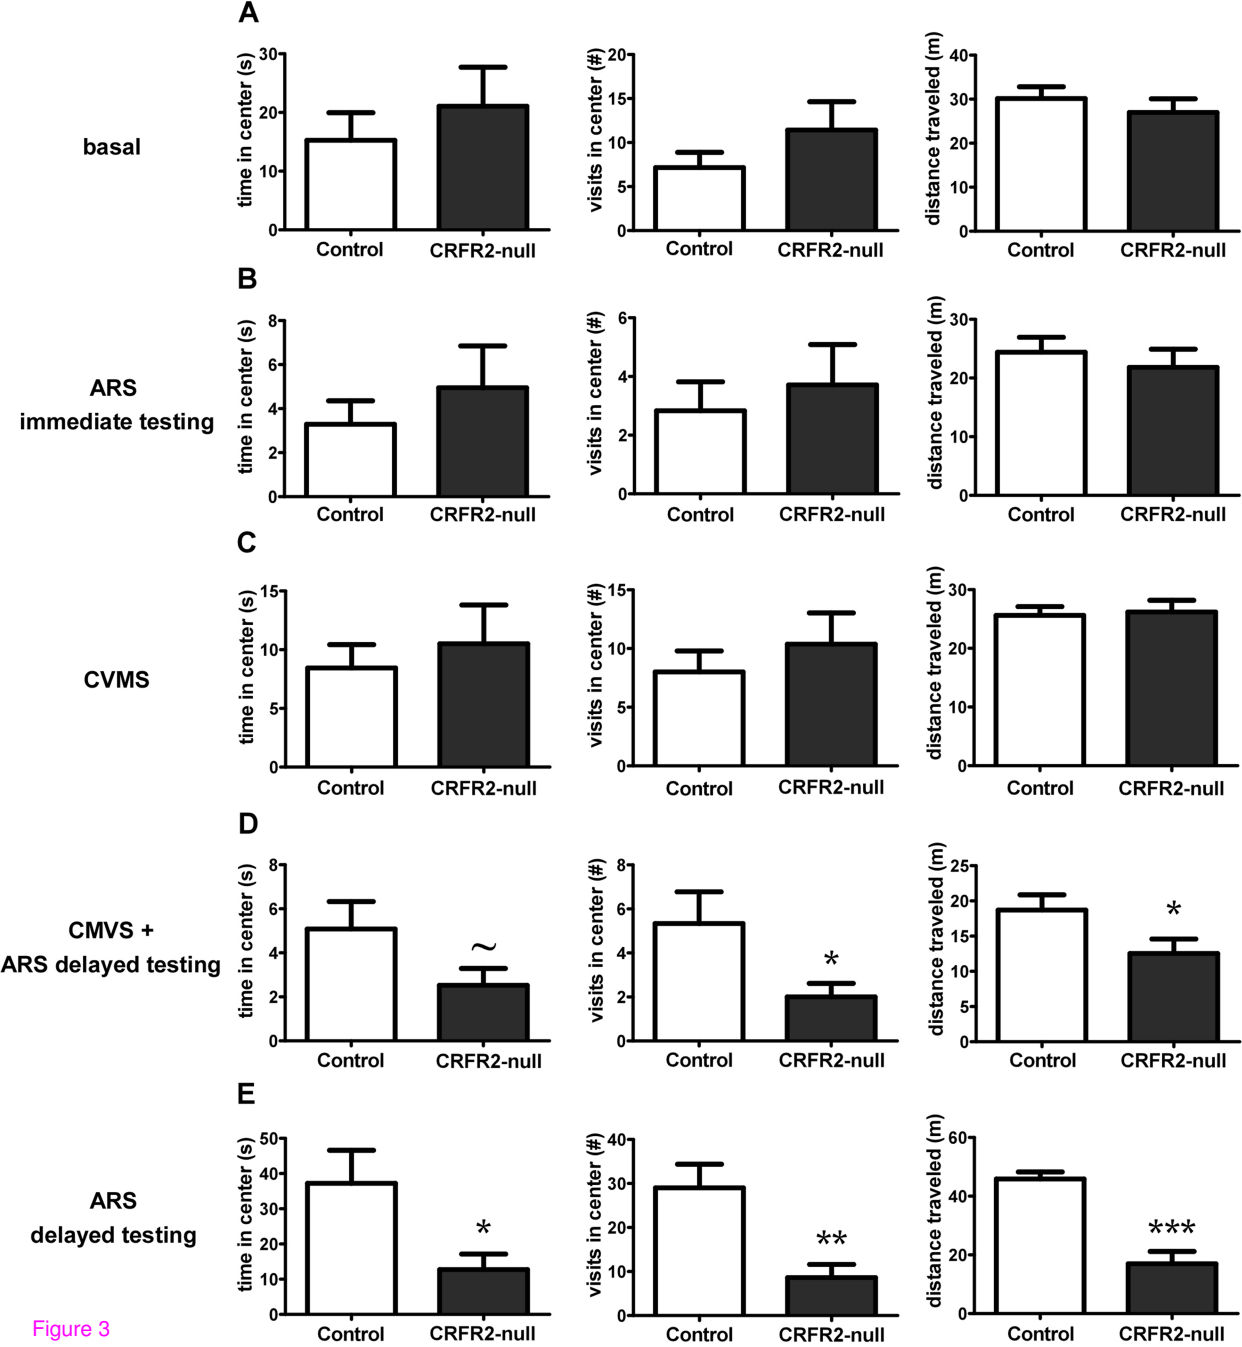 A
time in center (s)
30
20
10
0
Control
CRFR2-null
visits in center (#)
20
15
10
5
0
Control
CRFR2-null
distance traveled (m)
40
30
20
10
0
Control
CRFR2-null
basal
B
time in center (s)
8
6
4
2
0
Control
CRFR2-null
visits in center (#)
6
4
2
0
Control
CRFR2-null
distance traveled (m)
30
20
10
0
Control
CRFR2-null
ARS
immediate testing
C
time in center (s)
15
10
5
0
Control
CRFR2-null
visits in center (#)
15
10
5
0
Control
CRFR2-null
distance traveled (m)
30
20
10
0
Control
CRFR2-null
CVMS
D
time in center (s)
8
6
4
2
0
~
Control
CRFR2-null
visits in center (#)
8
6
4
2
0
*
Control
CRFR2-null
distance traveled (m)
25
20
15
10
5
0
*
Control
CRFR2-null
CMVS +
ARS delayed testing
E
time in center (s)
50
40
30
20
10
0
*
Control
CRFR2-null
visits in center (#)
40
30
20
10
0
**
Control
CRFR2-null
distance traveled (m)
60
40
20
0
***
Control
CRFR2-null
ARS
delayed testing
Figure 3